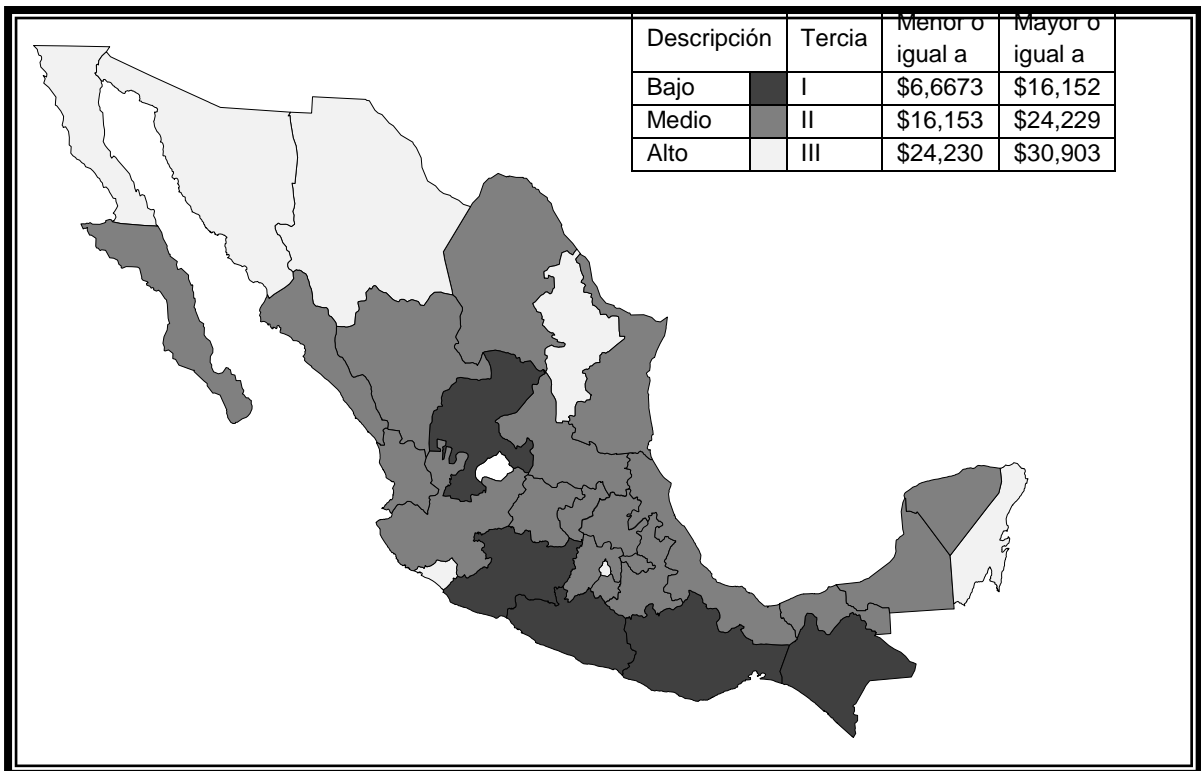 Descripción Tercia Menor o igual a Mayor o igual a
Bajo I $6,6673 $16,152
Medio II $16,153 $24,229
Alto III $24,230 $30,903